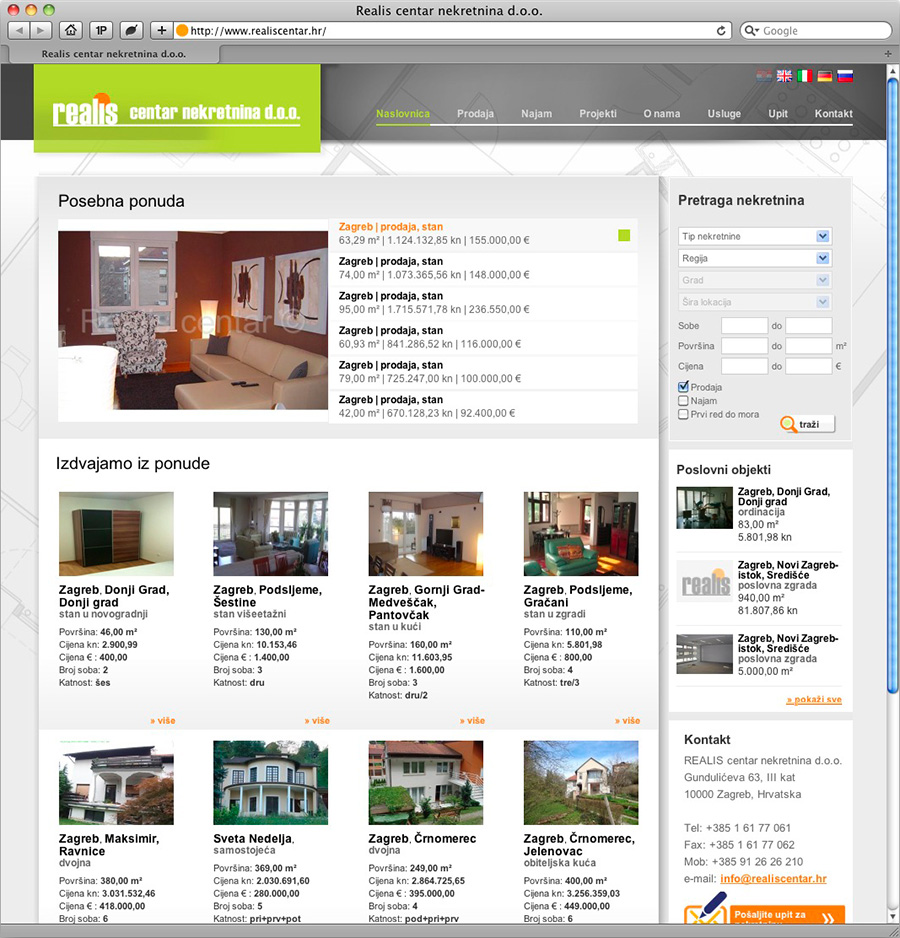 Realis centar nekretnina d.o.o.
1P
http://www.realiscentar.hr/
Google
Realis centar nekretnina d.o.o.
realis centar nekretnina d.o.o.
Naslovnica Prodaja Najam Projekti O nama Usluge Upit Kontakt
Posebna ponuda
Realis centar ©
Zagreb | prodaja, stan
63,29 m² | 1.124.132,85 kn | 155.000,00 €
Zagreb | prodaja, stan
74,00 m² | 1.073.365,56 kn | 148.000,00 €
Zagreb | prodaja, stan
95,00 m² | 1.715.571,78 kn | 236.550,00 €
Zagreb | prodaja, stan
60,93 m² | 841.286,52 kn | 116.000,00 €
Zagreb | prodaja, stan
79,00 m² | 725.247,00 kn | 100.000,00 €
Zagreb | prodaja, stan
42,00 m² | 670.128,23 kn | 92.400,00 €
Pretraga nekretnina
Tip nekretnine
Regija
Grad
Šira lokacija
Sobe do
Površina do m²
Cijena do €
Prodaja
Najam
Prvi red do mora
traži
Izdvajamo iz ponude
Zagreb, Donji Grad,
Donji grad
stan u novogradnji
Površina: 46,00 m²
Cijena kn: 2.900,99
Cijena € : 400,00
Broj soba: 2
Katnost: šes
» više
Zagreb, Podsljeme,
Šestine
stan višeetažni
Površina: 130,00 m²
Cijena kn: 10.153,46
Cijena € : 1.400,00
Broj soba: 3
Katnost: dru
» više
Zagreb, Gornji Grad-
Medveščak,
Pantovčak
stan u kući
Površina: 160,00 m²
Cijena kn: 11.603,95
Cijena € : 1.600,00
Broj soba: 3
Katnost: dru/2
» više
Zagreb, Podsljeme,
Gračani
stan u zgradi
Površina: 110,00 m²
Cijena kn: 5.801,98
Cijena € : 800,00
Broj soba: 4
Katnost: tre/3
» više
Zagreb, Maksimir,
Ravnice
dvojna
Površina: 380,00 m²
Cijena kn: 3.031.532,46
Cijena € : 418.000,00
Broj soba: 6
Sveta Nedelja,
samostojeća
Površina: 369,00 m²
Cijena kn: 2.030.691,60
Cijena € : 280.000,00
Broj soba: 5
Katnost: pri+prv+pot
Zagreb, Črnomerec
dvojna
Površina: 249,00 m²
Cijena kn: 2.864.725,65
Cijena € : 395.000,00
Broj soba: 4
Katnost: pod+pri+prv
Zagreb, Črnomerec,
Jelenovac
obiteljska kuća
Površina: 400,00 m²
Cijena kn: 3.256.359,03
Cijena € : 449.000,00
Broj soba: 6
Poslovni objekti
Zagreb, Donji Grad,
Donji grad
ordinacija
83,00 m²
5.801,98 kn
realis
Zagreb, Novi Zagreb-
istok, Središće
poslovna zgrada
940,00 m²
81.807,86 kn
Zagreb, Novi Zagreb-
istok, Središće
poslovna zgrada
5.000,00 m²
» pokaži sve
Kontakt
REALIS centar nekretnina d.o.o.
Gundulićeva 63, III kat
10000 Zagreb, Hrvatska
Tel: +385 1 61 77 061
Fax: +385 1 61 77 062
Mob: +385 91 26 26 210
e-mail: info@realiscentar.hr
Pošaljite upit za